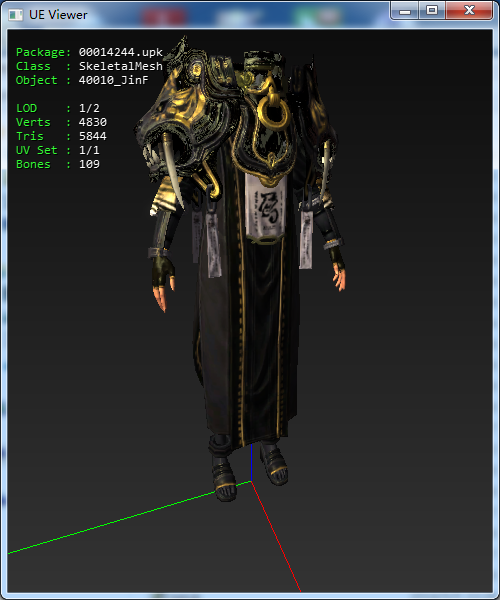 UE Viewer
Package: 00014244.upk
Class : SkeletalMesh
Object : 40010_JinF
LOD : 1/2
Verts : 4830
Tris : 5844
UV Set : 1/1
Bones : 109